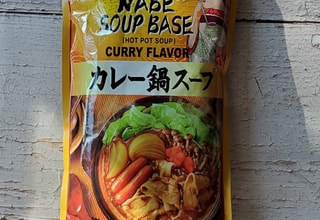 NABE
SOUP BASE
(HOT POT SOUP)
CURRY FLAVOR
カレー鍋スープ